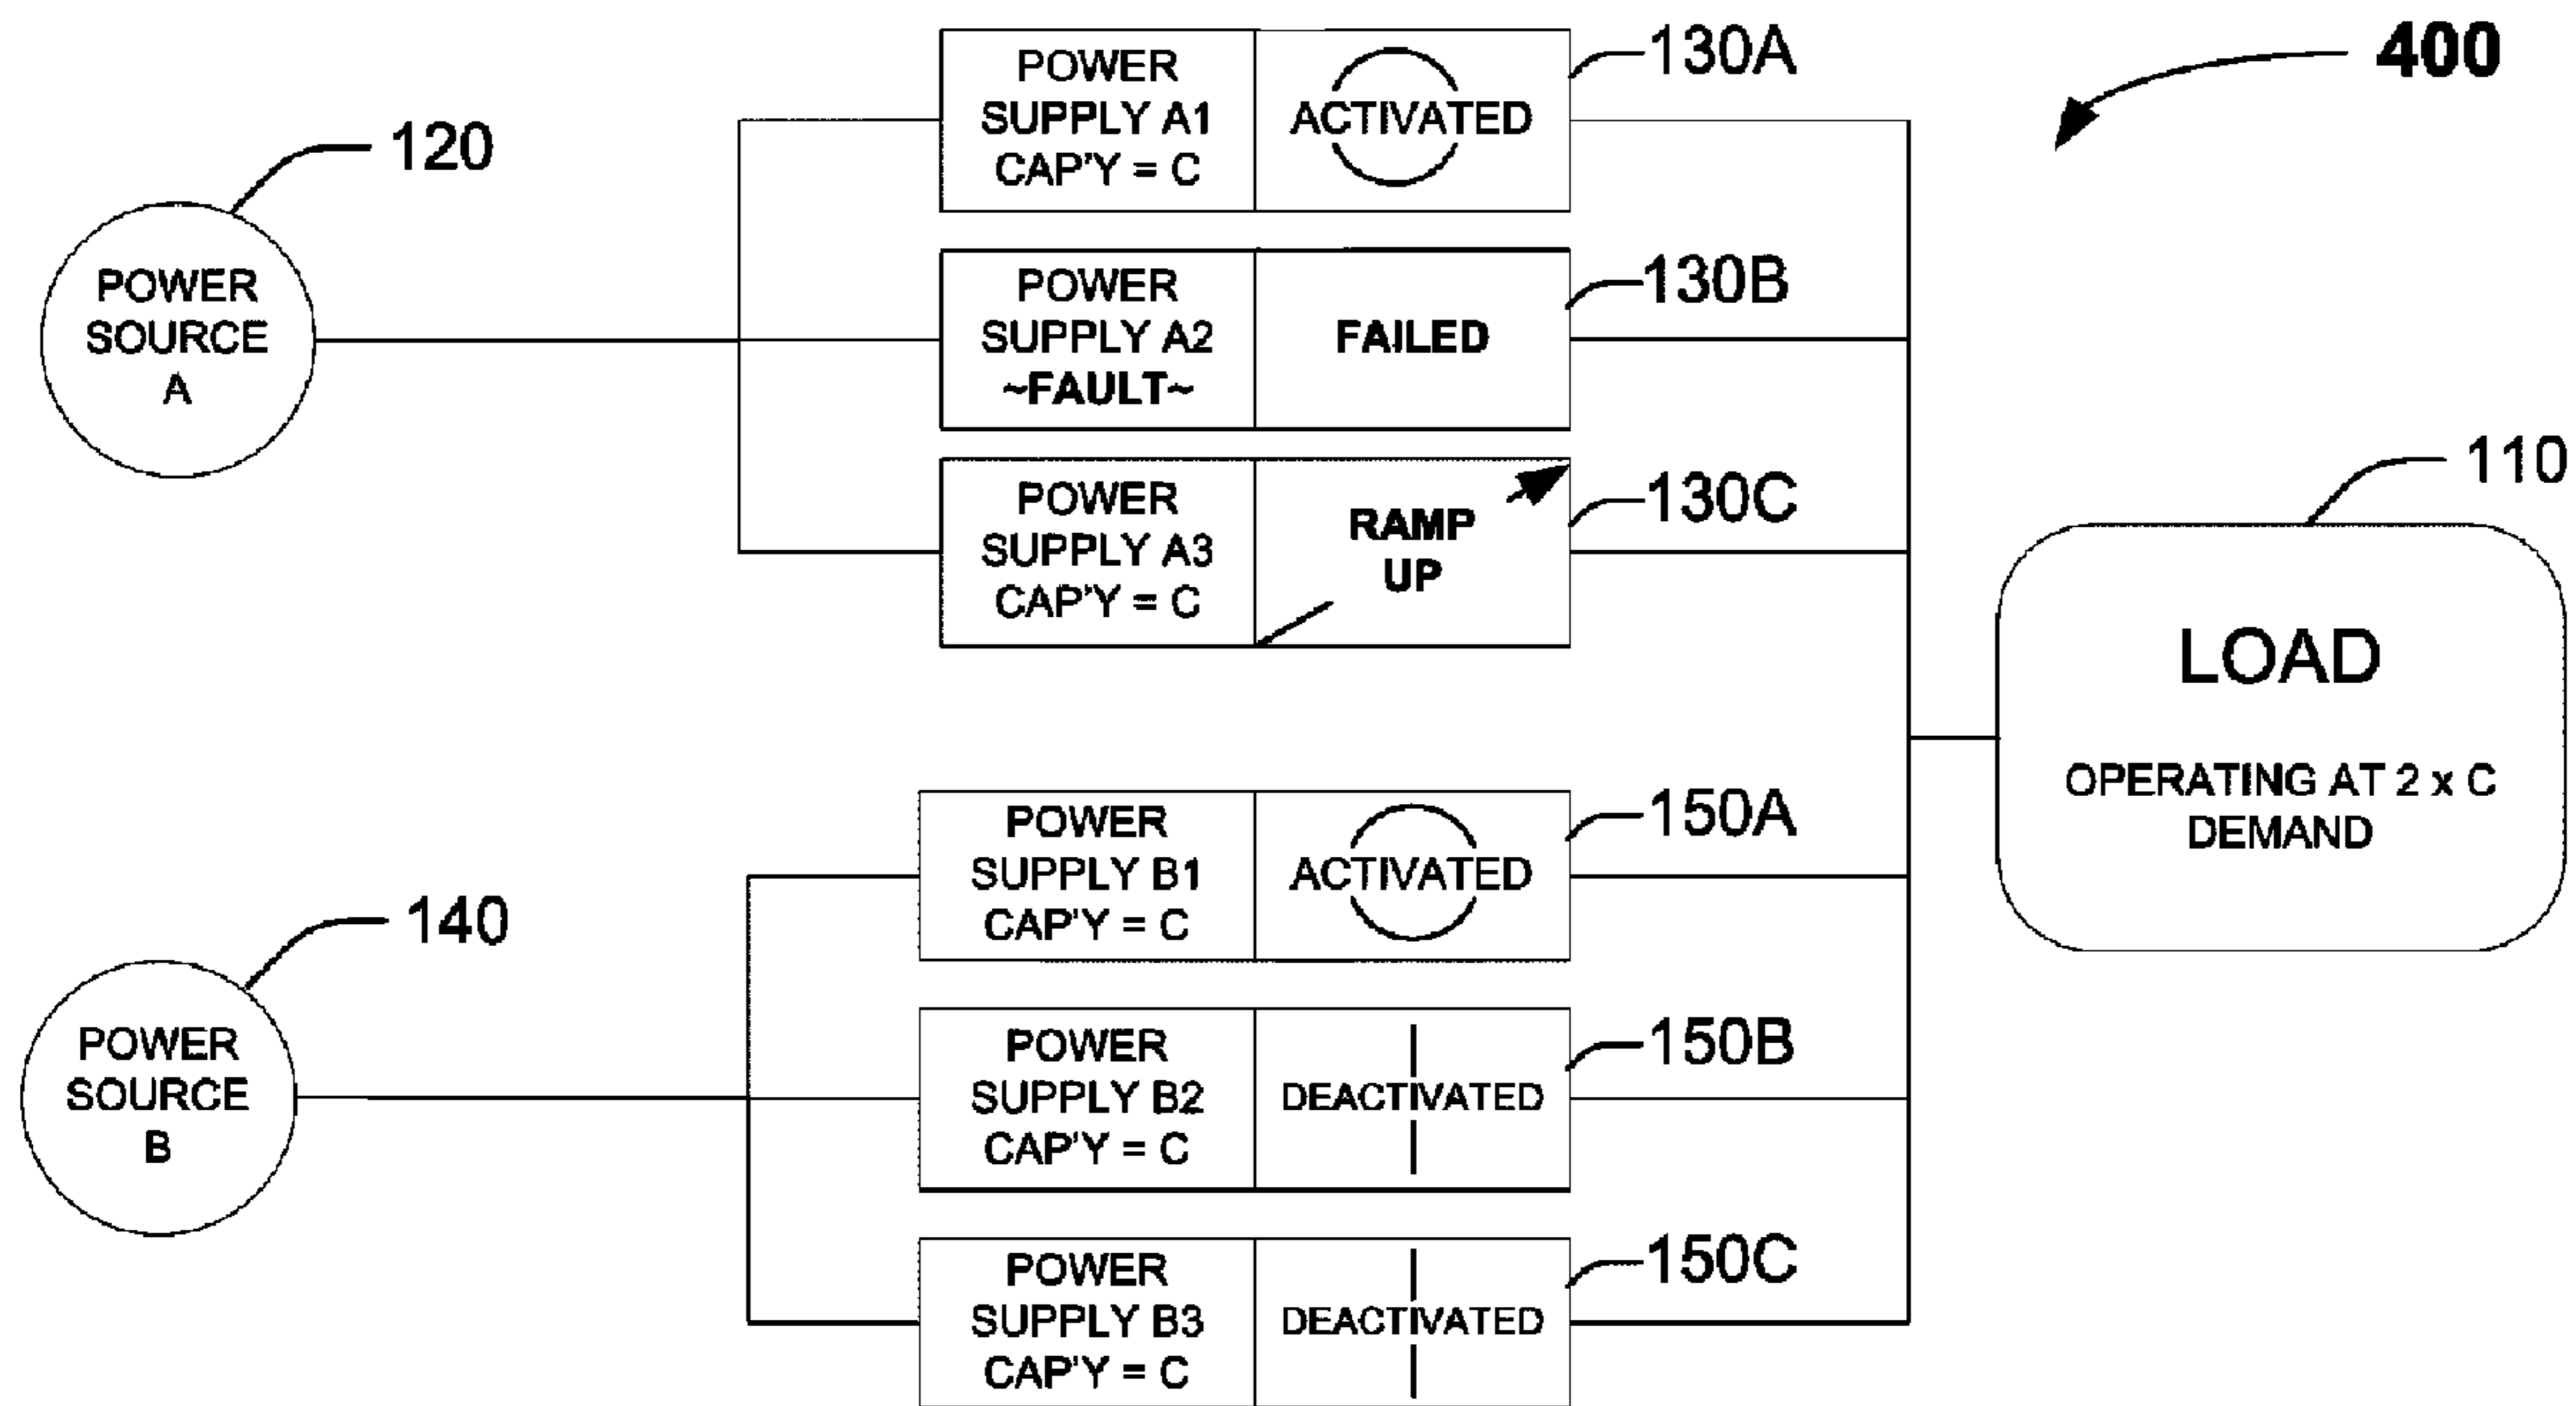 400
120
POWER
SOURCE
A
POWER
SUPPLY A1
CAP'Y = C
ACTIVATED
130A
POWER
SUPPLY A2
~FAULT~
FAILED
130B
POWER
SUPPLY A3
CAP'Y = C
RAMP
UP
130C
110
LOAD
OPERATING AT 2 x C
DEMAND
140
POWER
SOURCE
B
POWER
SUPPLY B1
CAP'Y = C
ACTIVATED
150A
POWER
SUPPLY B2
CAP'Y = C
DEACTIVATED
150B
POWER
SUPPLY B3
CAP'Y = C
DEACTIVATED
150C